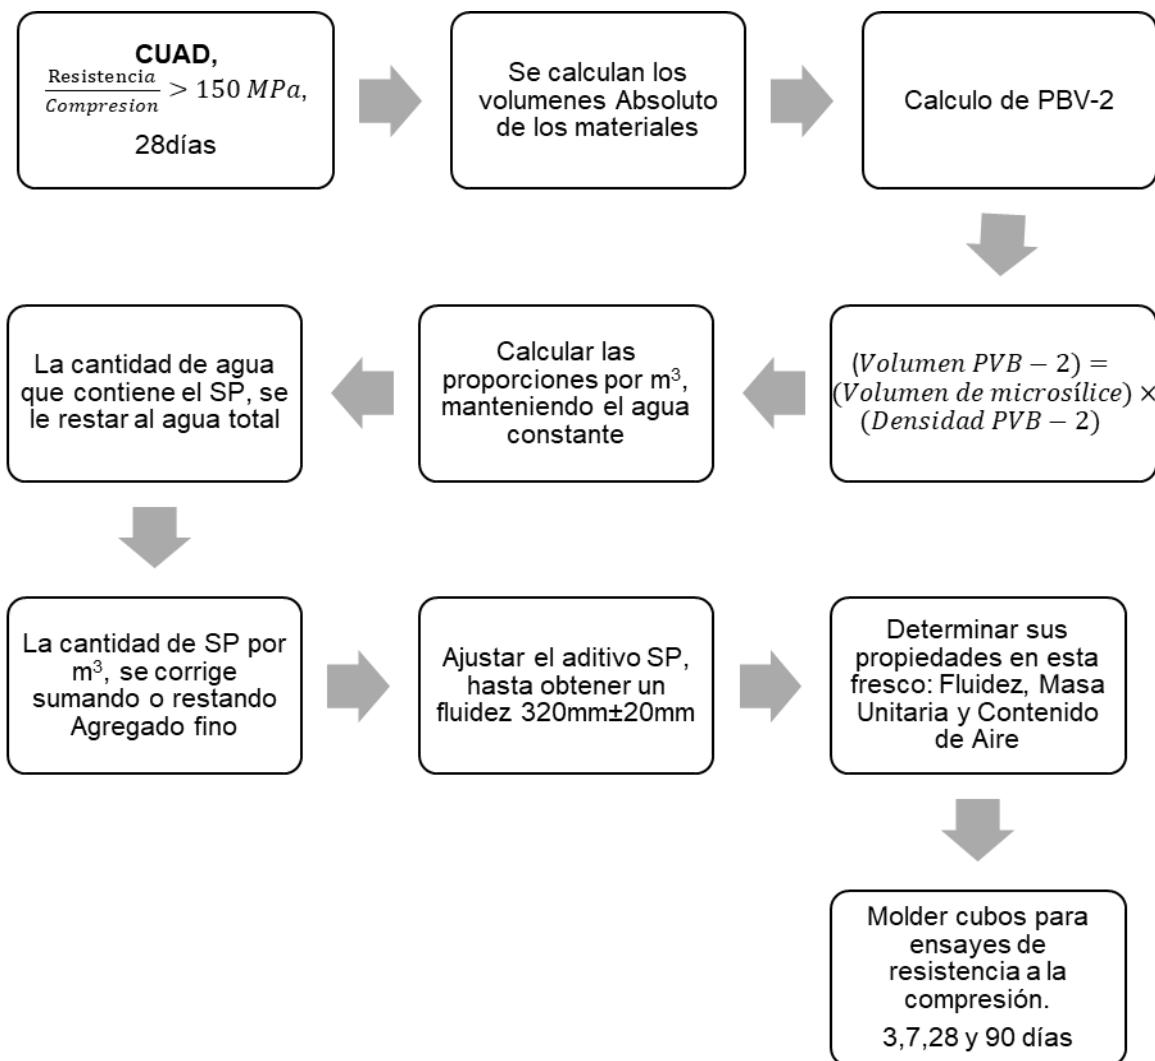 CUAD,
Resistencia
Compresion
> 150 MPa,
28días
Se calculan los
volumenes Absoluto
de los materiales
Calculo de PBV-2
(Volumen PVB − 2) =
(Volumen de microsílice) ×
(Densidad PVB − 2)
Calcular las
proporciones por m³,
manteniendo el agua
constante
La cantidad de agua
que contiene el SP, se
le restar al agua total
La cantidad de SP por
m³, se corrige
sumando o restando
Agregado fino
Ajustar el aditivo SP,
hasta obtener un
fluidez 320mm±20mm
Determinar sus
propiedades en esta
fresco: Fluidez, Masa
Unitaria y Contenido
de Aire
Molder cubos para
ensayes de
resistencia a la
compresión.
3,7,28 y 90 días